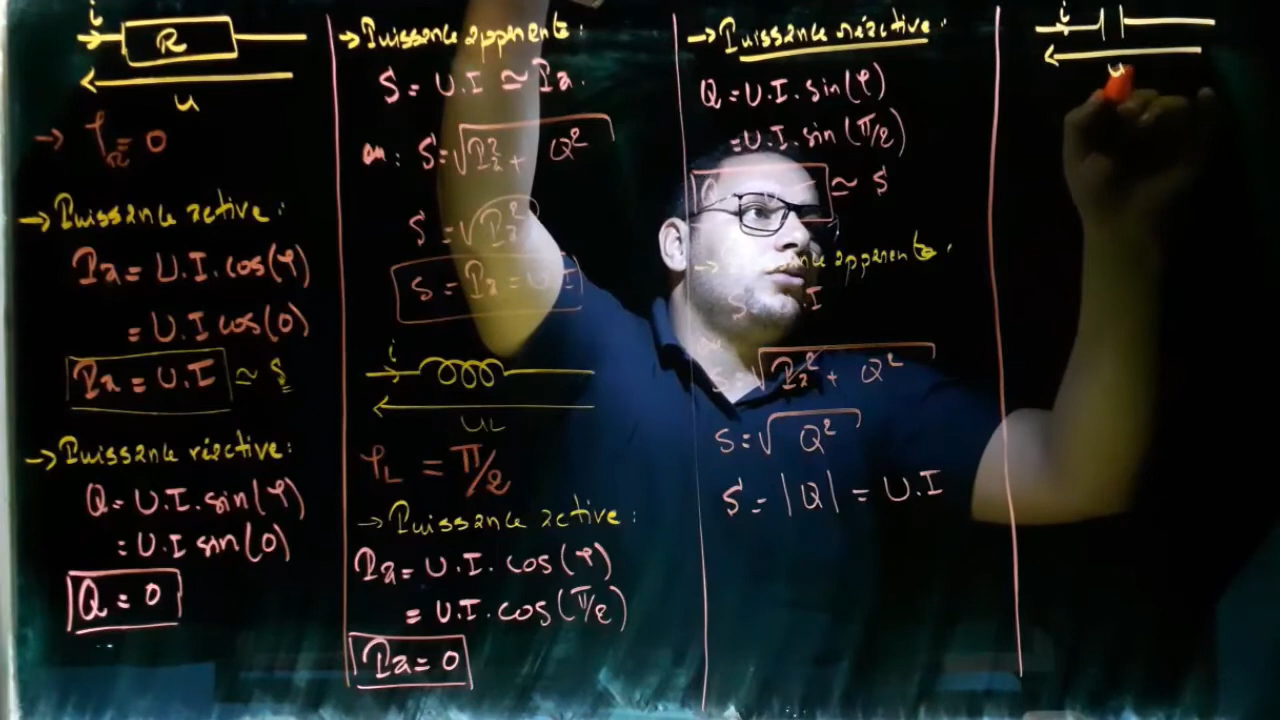 i
R
u
→ φ_R = 0
→ Puissance active :
Pa = U.I.cos(φ)
= U.I cos(0)
Pa = U.I ≃ S
→ Puissance réactive :
Q = U.I.sin(φ)
= U.I sin(0)
Q = 0
→ Puissance apparente :
S = U.I ≃ Pa.
ou : S = √Pa² + Q²
S = √Pa²
S = Pa = U.I
i
UL
φL = π/2
→ Puissance active :
Pa = U.I. cos(φ)
= U.I. cos(π/2)
Pa = 0
→ Puissance réactive :
Q = U.I. sin(φ)
= U.I. sin(π/2)
Q ≃ S
→ apparente :
S .I
S = √Pa² + Q²
S = √Q²
S = |Q| = U.I
i
u